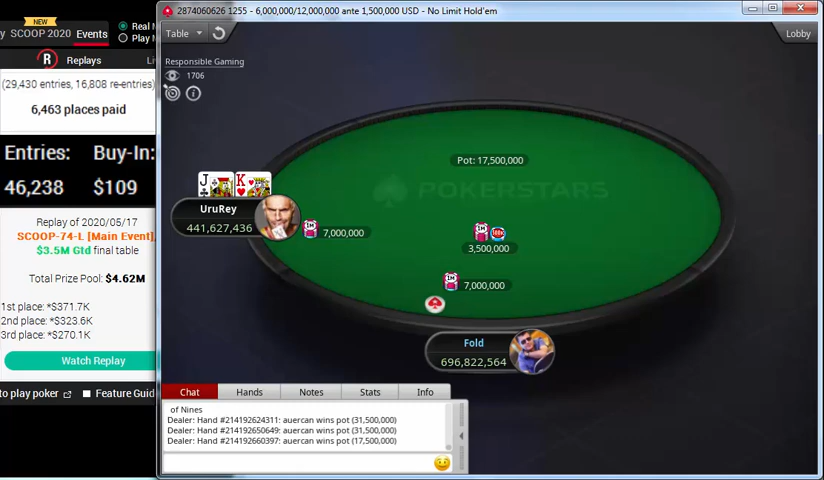 NEW
y SCOOP 2020 Events
Real
Play M
R Replays Li
(29,430 entries, 16,808 re-entries)
6,463 places paid
Entries: Buy-In:
46,238 $109
Replay of 2020/05/17
SCOOP-74-L [Main Event],
$3.5M Gtd final table
Total Prize Pool: $4.62M
1st place: *$371.7K
2nd place: *$323.6K
3rd place: *$270.1K
Watch Replay
to play poker Feature Guid
2874060626 1255 - 6,000,000/12,000,000 ante 1,500,000 USD - No Limit Hold'em
Table
Lobby
Responsible Gaming
1706
Pot: 17,500,000
POKERSTARS
J K
UruRey
441,627,436
7,000,000
1M 100K
3,500,000
1M
7,000,000
Fold
696,822,564
Chat Hands Notes Stats Info
of Nines
Dealer: Hand #214192624311: auercan wins pot (31,500,000)
Dealer: Hand #214192650649: auercan wins pot (31,500,000)
Dealer: Hand #214192660397: auercan wins pot (17,500,000)